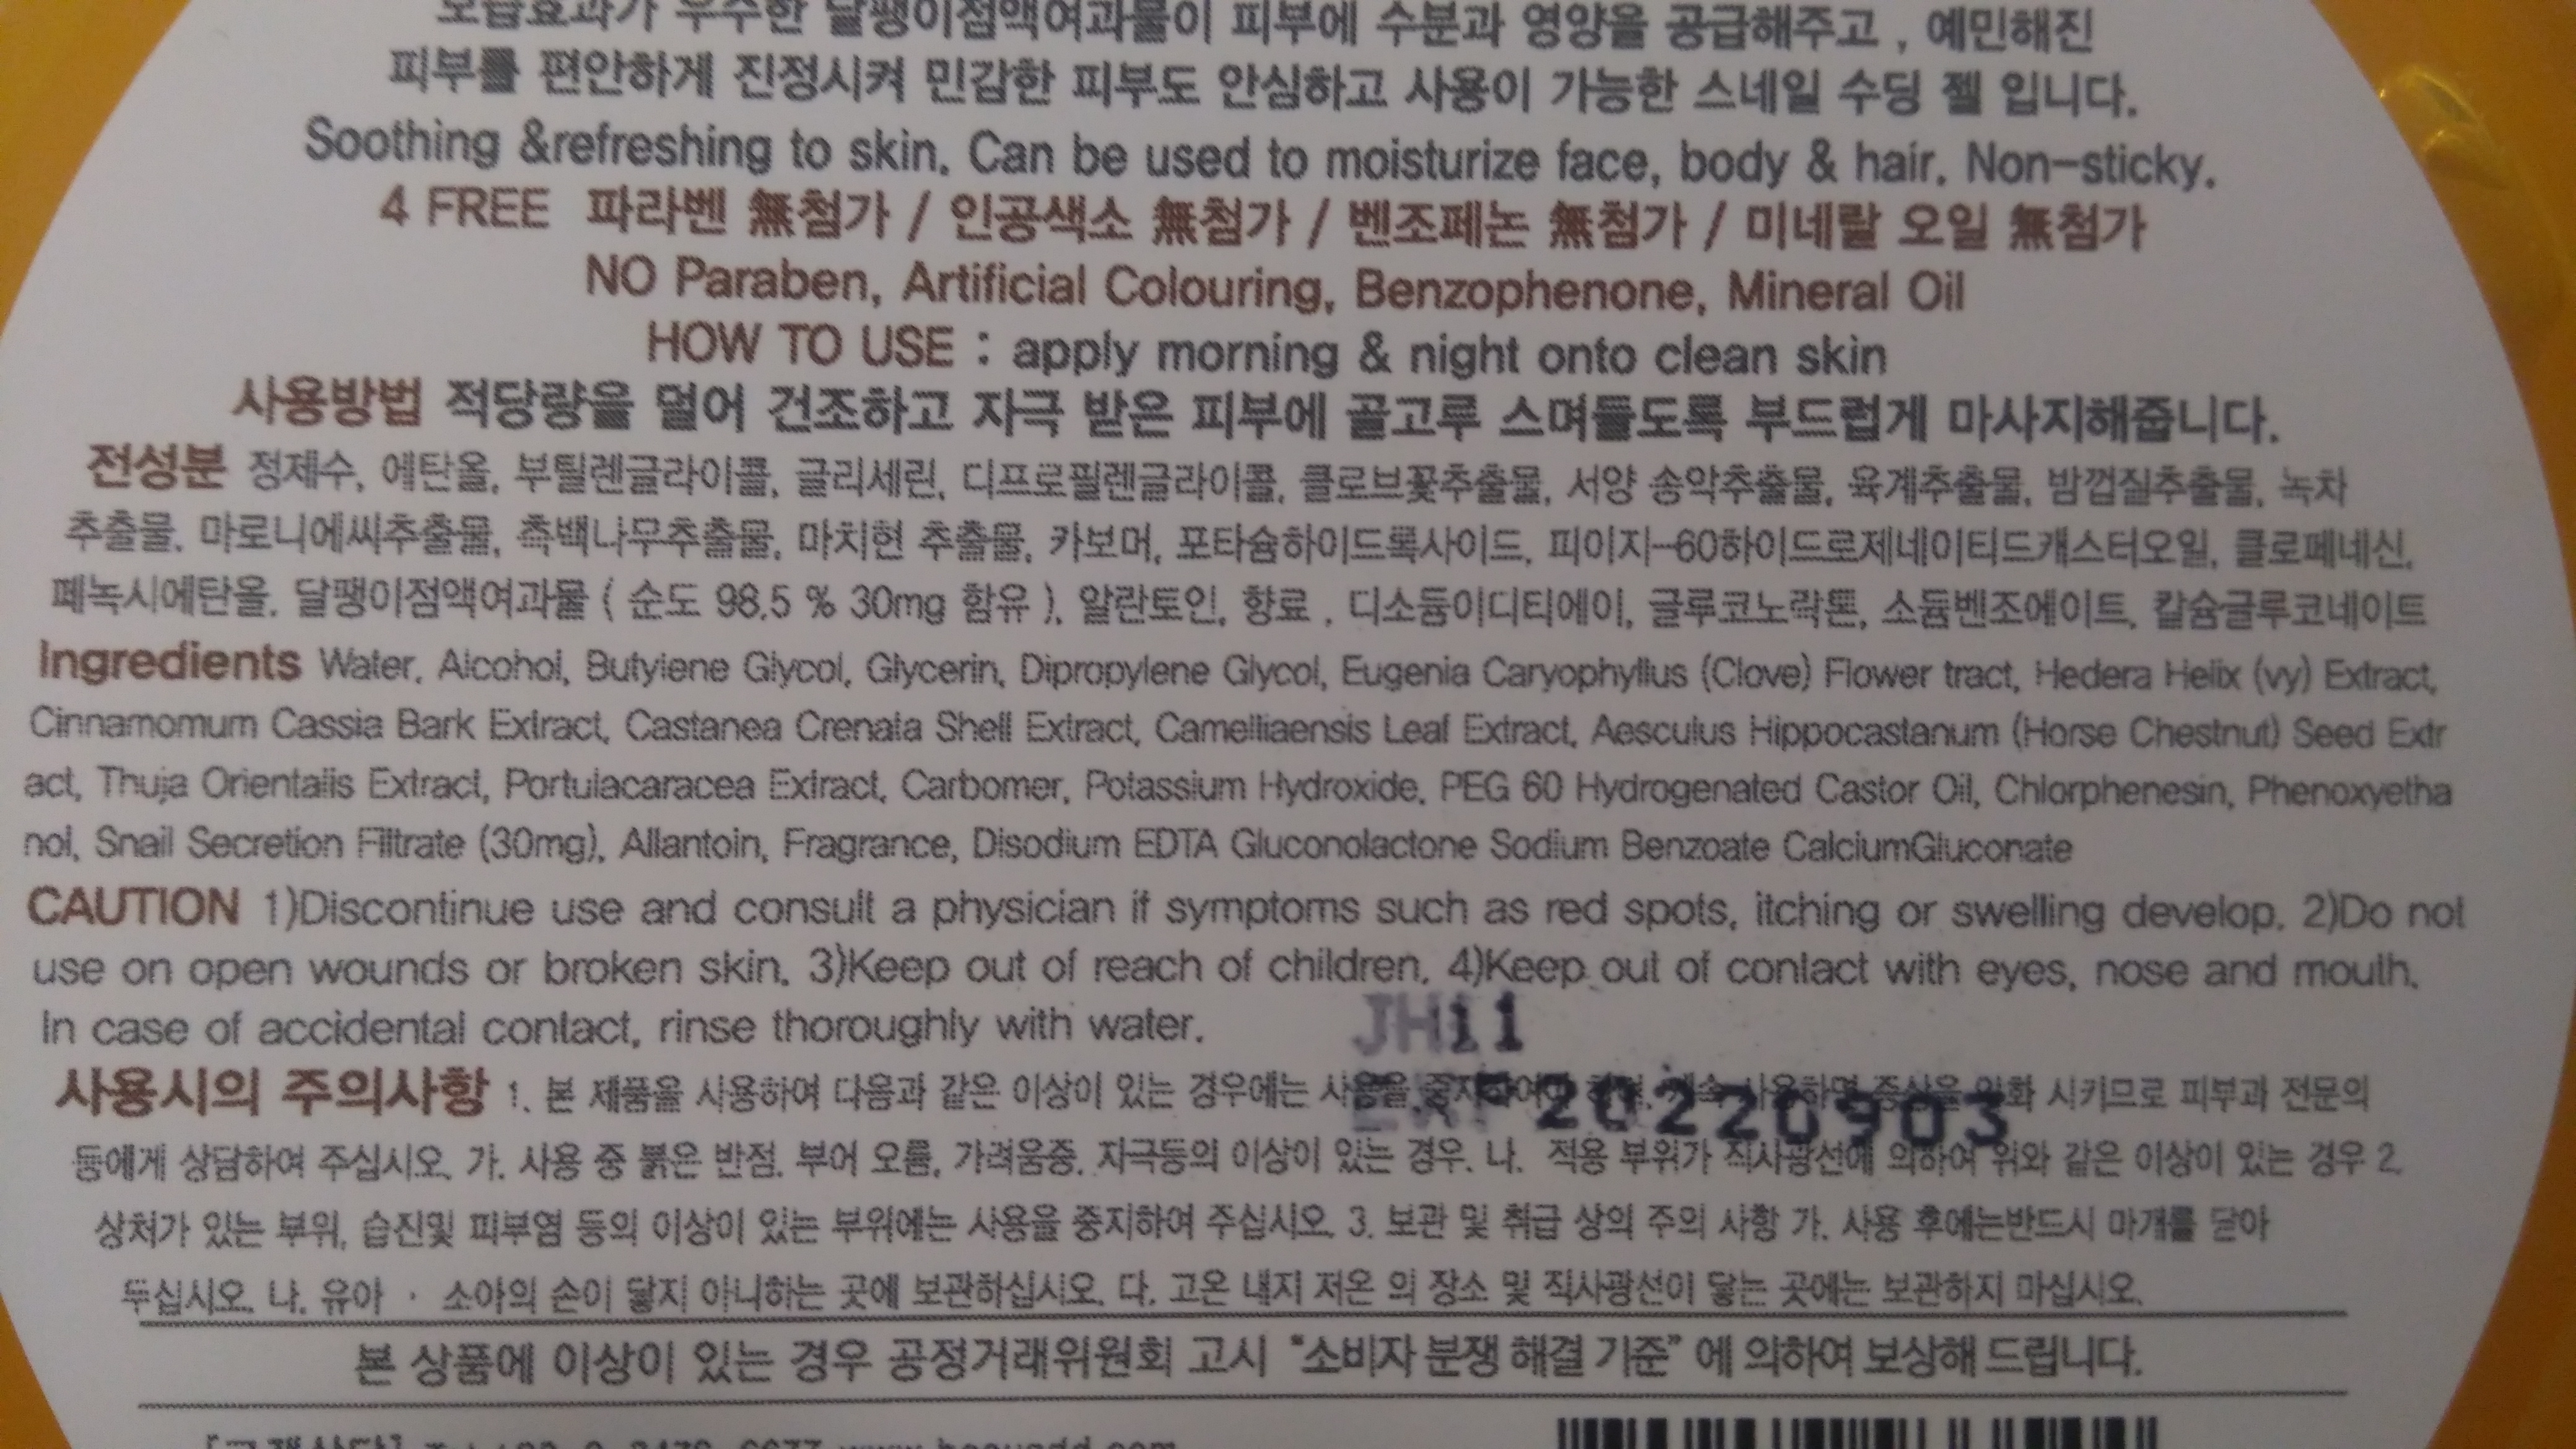 보습효과가 우수한 달팽이점액여과물이 피부에 수분과 영양을 공급해주고 , 예민해진
피부를 편안하게 진정시켜 민감한 피부도 안심하고 사용이 가능한 스네일 수딩 젤 입니다.
Soothing &refreshing to skin. Can be used to moisturize face, body & hair. Non-sticky.
4 FREE 파라벤 無첨가 / 인공색소 無첨가 / 벤조페논 無첨가 / 미네랄 오일 無첨가
NO Paraben, Artificial Colouring, Benzophenone, Mineral Oil
HOW TO USE : apply morning & night onto clean skin
사용방법 적당량을 덜어 건조하고 자극 받은 피부에 골고루 스며들도록 부드럽게 마사지해줍니다.
전성분 정제수, 에탄올, 부틸렌글라이콜, 글리세린, 디프로필렌글라이콜, 클로브꽃추출물, 서양 송악추출물, 육계추출물, 밤껍질추출물, 녹차
추출물, 마로니에씨추출물, 측백나무추출물, 마치현 추출물, 카보머, 포타슘하이드록사이드, 피이지-60하이드로제네이티드캐스터오일, 클로페네신,
페녹시에탄올, 달팽이점액여과물 ( 순도 98.5 % 30mg 함유 ), 알란토인, 향료 , 디소듐이디티에이, 글루코노락톤, 소듐벤조에이트, 칼슘글루코네이트
Ingredients Water, Alcohol, Butyiene Glycol, Glycerin, Dipropylene Glycol, Eugenia Caryophyllus (Clove) Flower tract, Hedera Helix (vy) Extract,
Cinnamomum Cassia Bark Extract, Castanea Crenata Shell Extract, Camelliaensis Leaf Extract, Aesculus Hippocastanum (Horse Chestnut) Seed Extr
act, Thuja Orientalis Extract, Portulacaracea Extract, Carbomer, Potassium Hydroxide, PEG 60 Hydrogenated Castor Oil, Chlorphenesin, Phenoxyetha
nol, Snail Secretion Filtrate (30mg), Allantoin, Fragrance, Disodium EDTA Gluconolactone Sodium Benzoate CalciumGluconate
CAUTION 1)Discontinue use and consult a physician if symptoms such as red spots, itching or swelling develop. 2)Do not
use on open wounds or broken skin. 3)Keep out of reach of children. 4)Keep out of contact with eyes, nose and mouth.
In case of accidental contact, rinse thoroughly with water.
JH11
EXP20220903
사용시의 주의사항 1. 본 제품을 사용하여 다음과 같은 이상이 있는 경우에는 사용을 사용하면 증상을 악화 시키므로 피부과 전문의
등에게 상담하여 주십시오. 가. 사용 중 붉은 반점, 부어 오름, 가려움증, 자극등의 이상이 있는 경우. 나. 적용 부위가 직사광선에 의하여 위와 같은 이상이 있는 경우 2.
상처가 있는 부위, 습진및 피부염 등의 이상이 있는 부위에는 사용을 중지하여 주십시오. 3. 보관 및 취급 상의 주의 사항 가. 사용 후에는반드시 마개를 닫아
두십시오. 나. 유아 · 소아의 손이 닿지 아니하는 곳에 보관하십시오. 다. 고온 내지 저온 의 장소 및 직사광선이 닿는 곳에는 보관하지 마십시오.
본 상품에 이상이 있는 경우 공정거래위원회 고시 "소비자 분쟁 해결 기준" 에 의하여 보상해 드립니다.